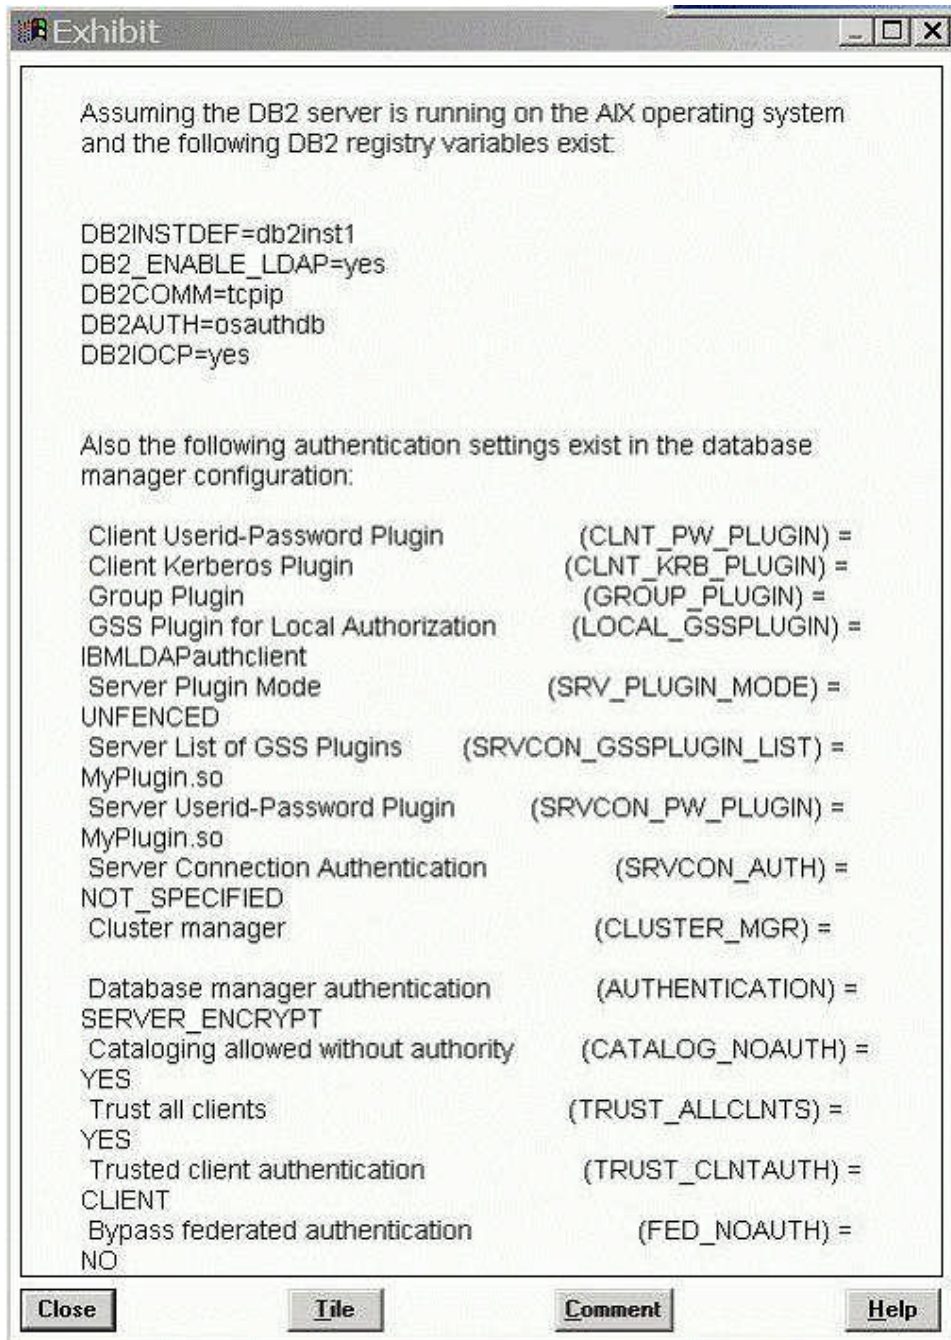 Exhibit
Assuming the DB2 server is running on the AIX operating system
and the following DB2 registry variables exist:
DB2INSTDEF=db2inst1
DB2_ENABLE_LDAP=yes
DB2COMM=tcpip
DB2AUTH=osauthdb
DB2IOCP=yes
Also the following authentication settings exist in the database
manager configuration:
Client Userid-Password Plugin (CLNT_PW_PLUGIN) =
Client Kerberos Plugin (CLNT_KRB_PLUGIN) =
Group Plugin (GROUP_PLUGIN) =
GSS Plugin for Local Authorization (LOCAL_GSSPLUGIN) =
IBMLDAPauthclient
Server Plugin Mode (SRV_PLUGIN_MODE) =
UNFENCED
Server List of GSS Plugins (SRVCON_GSSPLUGIN_LIST) =
MyPlugin.so
Server Userid-Password Plugin (SRVCON_PW_PLUGIN) =
MyPlugin.so
Server Connection Authentication (SRVCON_AUTH) =
NOT_SPECIFIED
Cluster manager (CLUSTER_MGR) =
Database manager authentication (AUTHENTICATION) =
SERVER_ENCRYPT
Cataloging allowed without authority (CATALOG_NOAUTH) =
YES
Trust all clients (TRUST_ALLCLNTS) =
YES
Trusted client authentication (TRUST_CLNTAUTH) =
CLIENT
Bypass federated authentication (FED_NOAUTH) =
NO
Close Tile Comment Help